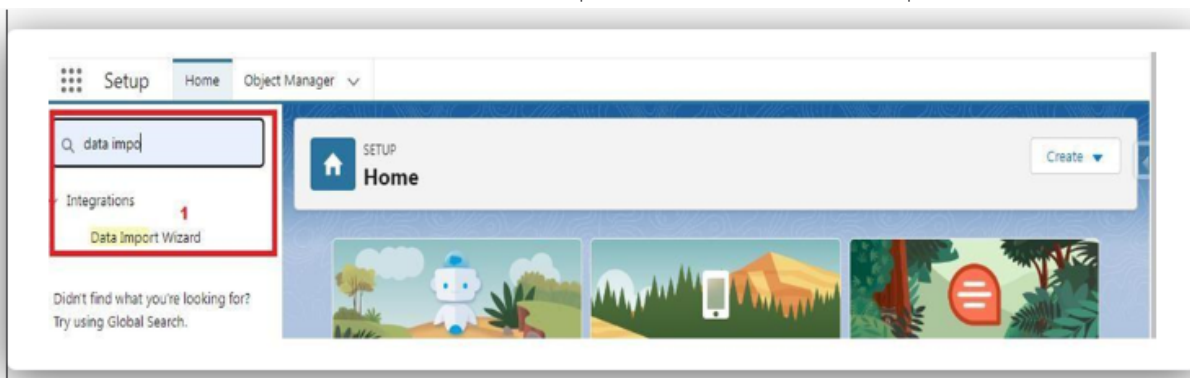 Setup Home Object Manager
data impo
SETUP
Home
Create
Integrations
1
Data Import Wizard
Didn't find what you're looking for?
Try using Global Search.